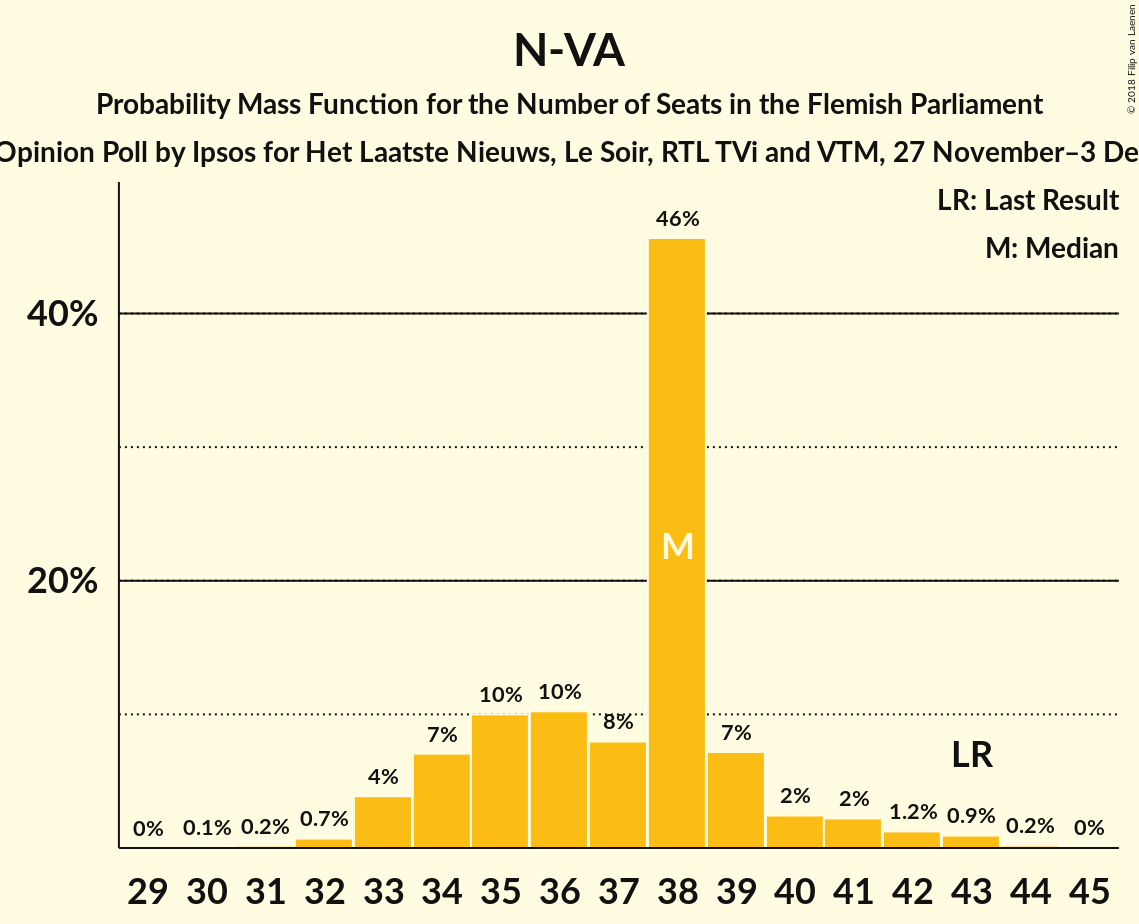 N-VA
Probability Mass Function for the Number of Seats in the Flemish Parliament
Opinion Poll by Ipsos for Het Laatste Nieuws, Le Soir, RTL TVi and VTM, 27 November–3 De
© 2018 Filip van Laenen
LR: Last Result
M: Median
40%
20%
0% 0.1% 0.2% 0.7% 4% 7% 10% 10% 8% 46% 7% 2% 2% 1.2% 0.9% 0.2% 0%
M
LR
29 30 31 32 33 34 35 36 37 38 39 40 41 42 43 44 45